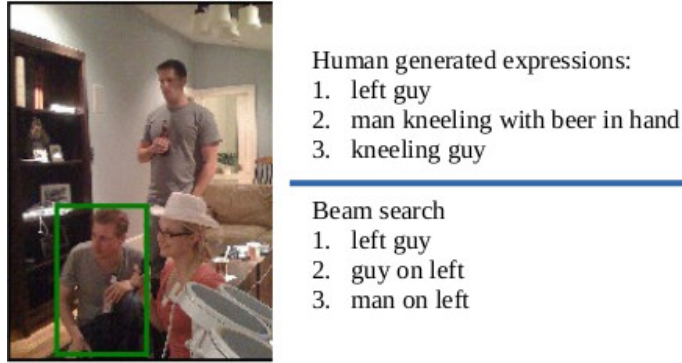 Human generated expressions:
1. left guy
2. man kneeling with beer in hand
3. kneeling guy
Beam search
1. left guy
2. guy on left
3. man on left